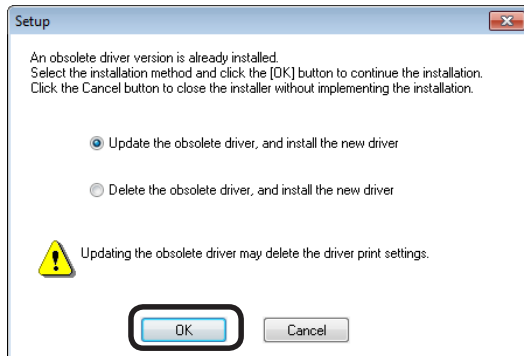 Setup
An obsolete driver version is already installed.
Select the installation method and click the [OK] button to continue the installation.
Click the Cancel button to close the installer without implementing the installation.
Update the obsolete driver, and install the new driver
Delete the obsolete driver, and install the new driver
Updating the obsolete driver may delete the driver print settings.
OK Cancel